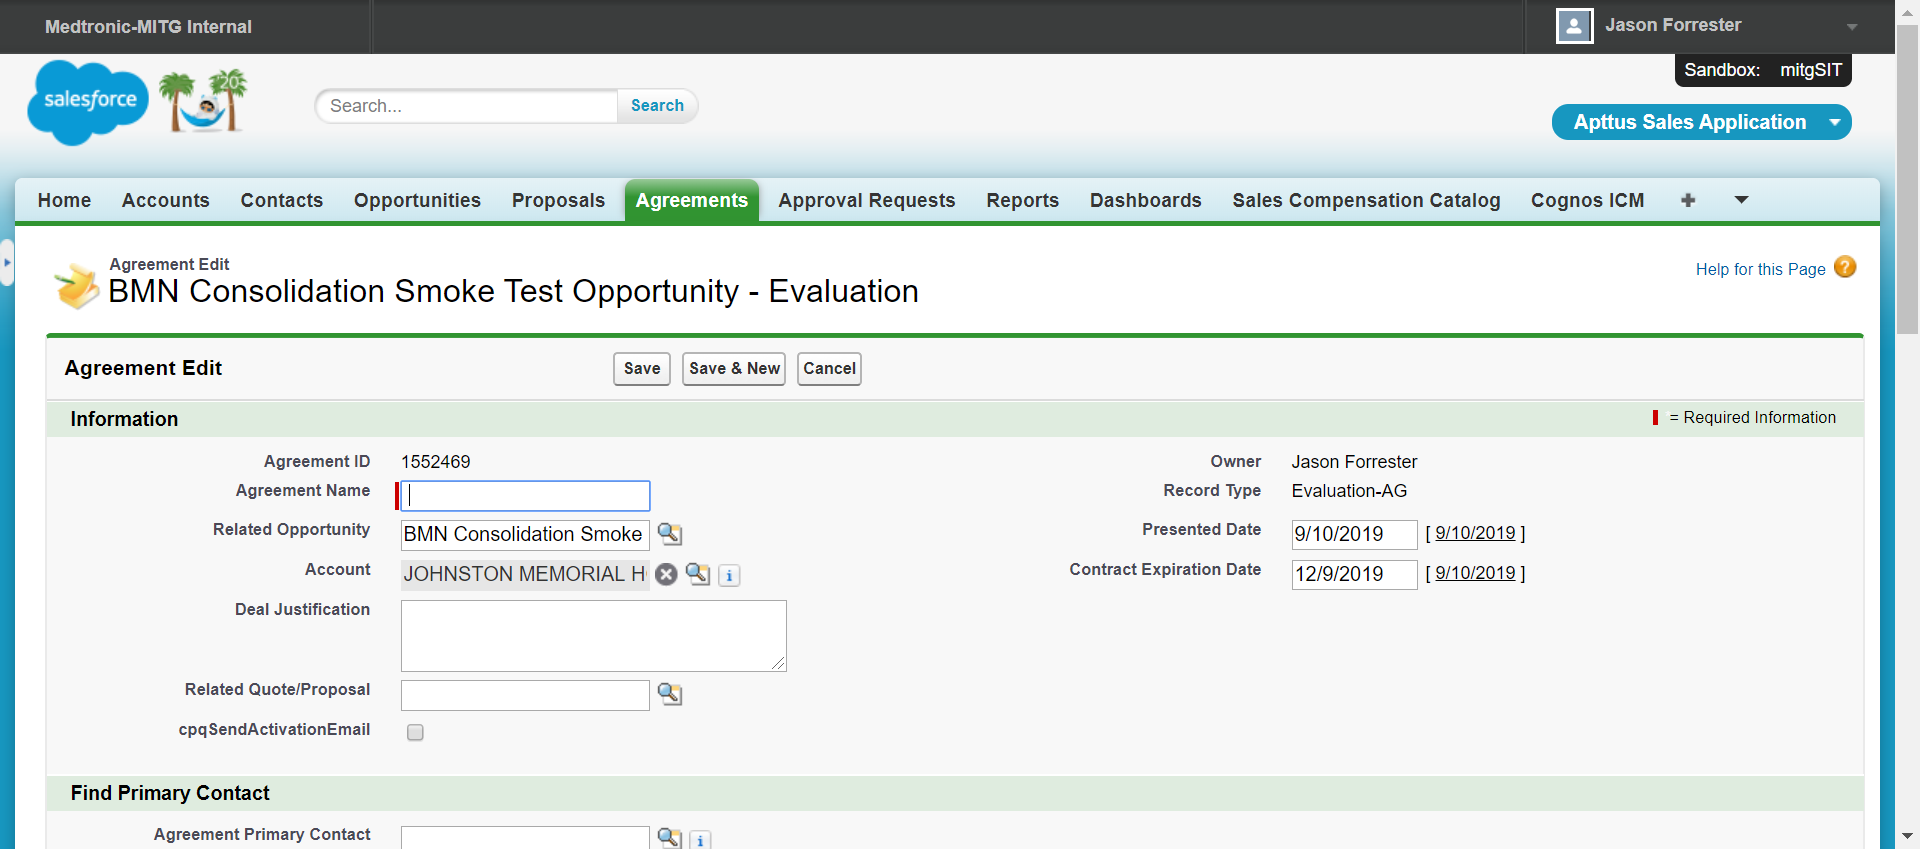 Medtronic-MITG Internal
Jason Forrester
Sandbox: mitgSIT
salesforce
'20
Search...
Search
Apttus Sales Application
Home Accounts Contacts Opportunities Proposals Agreements Approval Requests Reports Dashboards Sales Compensation Catalog Cognos ICM
Agreement Edit
BMN Consolidation Smoke Test Opportunity - Evaluation
Help for this Page
Agreement Edit
Save
Save & New
Cancel
Information
= Required Information
Agreement ID 1552469
Owner Jason Forrester
Agreement Name
Record Type Evaluation-AG
Related Opportunity BMN Consolidation Smoke
Presented Date 9/10/2019 [ 9/10/2019 ]
Account JOHNSTON MEMORIAL H
Contract Expiration Date 12/9/2019 [ 9/10/2019 ]
Deal Justification
Related Quote/Proposal
cpqSendActivationEmail
Find Primary Contact
Agreement Primary Contact